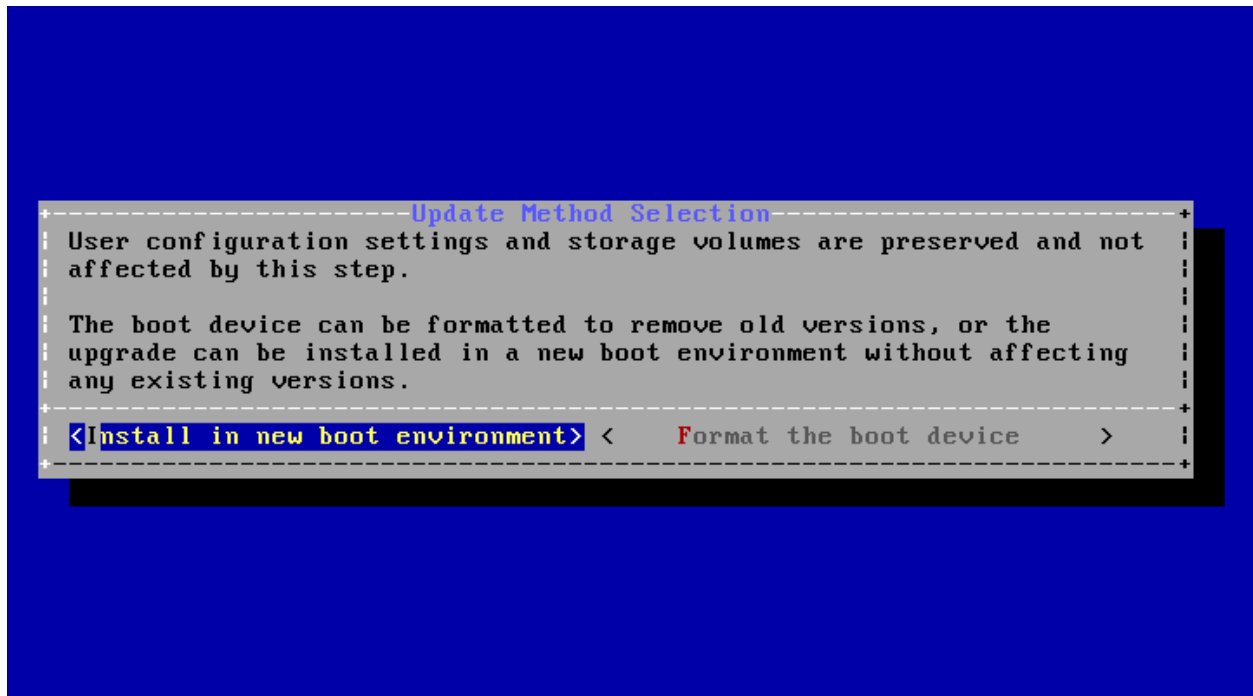 Update Method Selection
User configuration settings and storage volumes are preserved and not
affected by this step.
The boot device can be formatted to remove old versions, or the
upgrade can be installed in a new boot environment without affecting
any existing versions.
<Install in new boot environment> <    Format the boot device    >